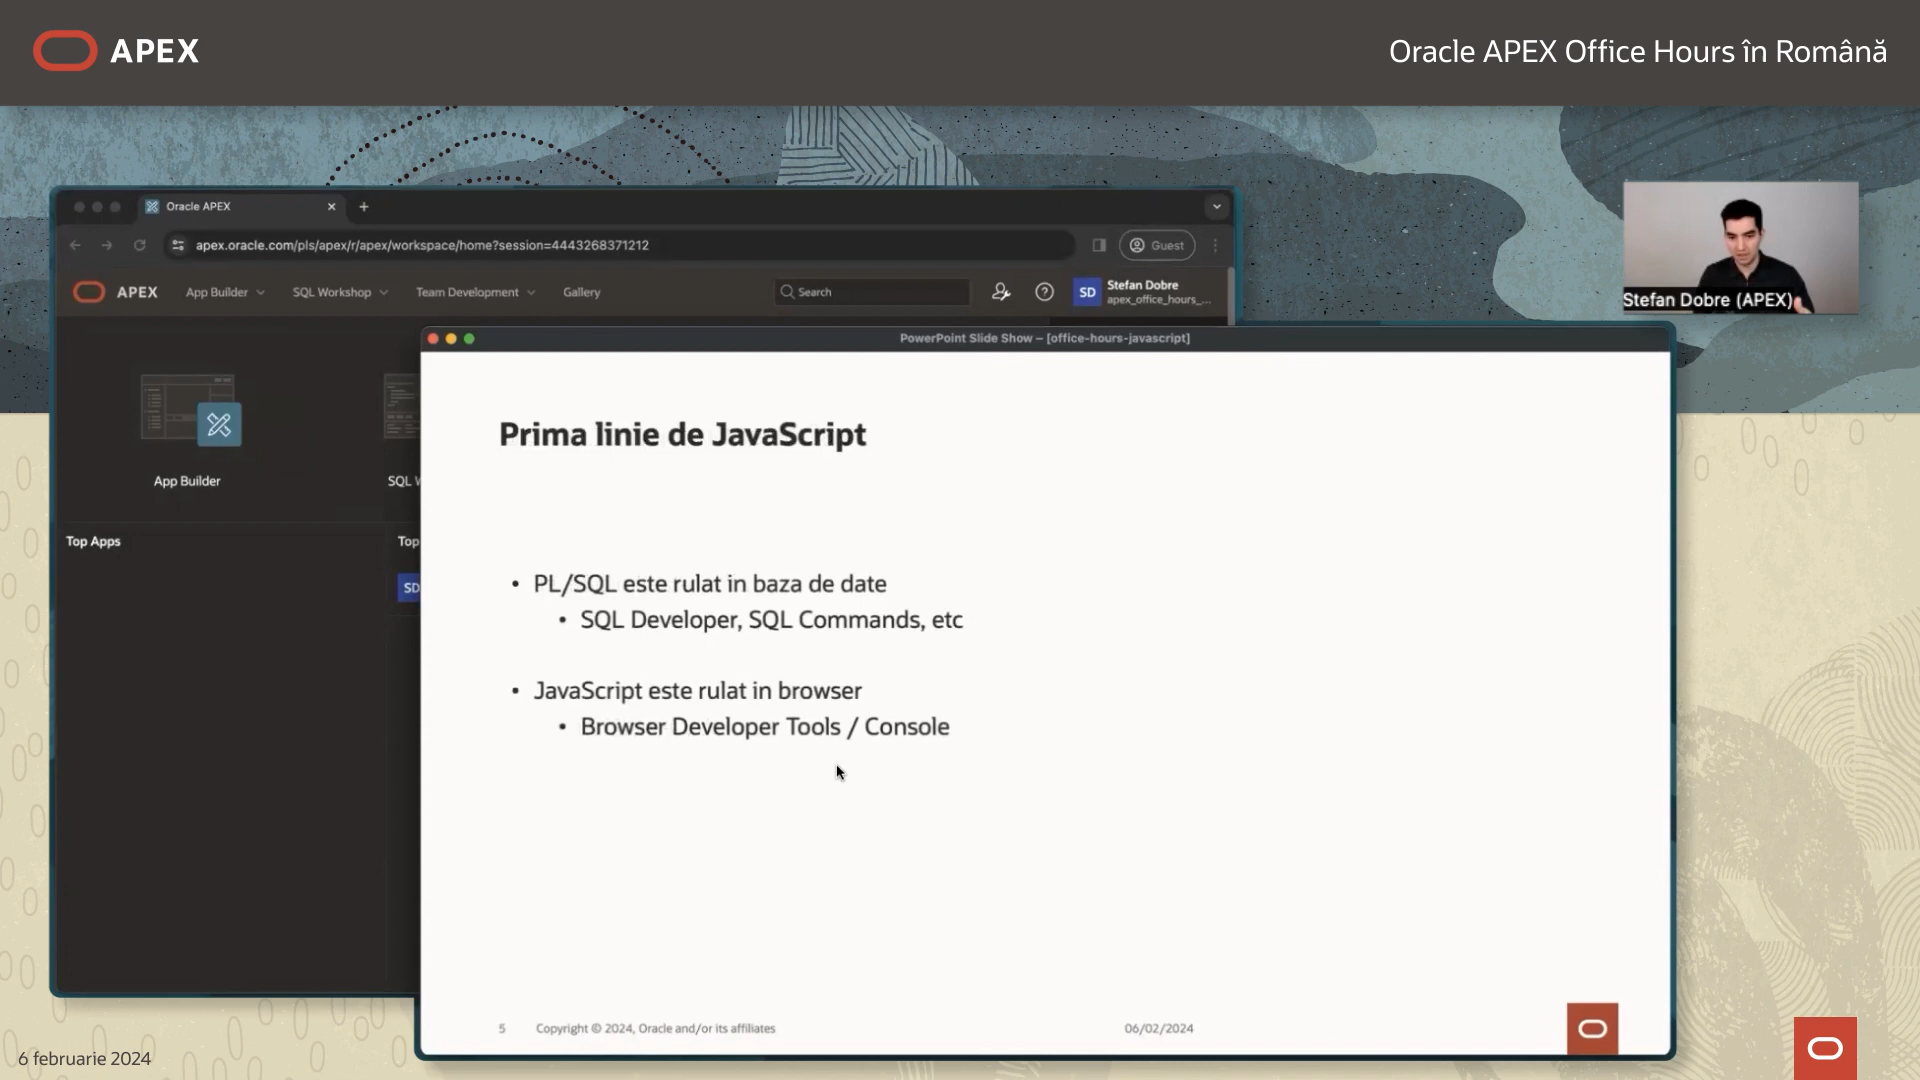 APEX
Oracle APEX Office Hours în Română
Oracle APEX
apex.oracle.com/pls/apex/r/apex/workspace/home?session=4443268371212
Guest
APEX
App Builder
SQL Workshop
Team Development
Gallery
Search
SD
Stefan Dobre
apex_office_hours_...
Stefan Dobre (APEX)
App Builder
SQL
Top Apps
Top
SD
PowerPoint Slide Show – [office-hours-javascript]
Prima linie de JavaScript
• PL/SQL este rulat in baza de date
• SQL Developer, SQL Commands, etc
• JavaScript este rulat in browser
• Browser Developer Tools / Console
5
Copyright © 2024, Oracle and/or its affiliates
06/02/2024
6 februarie 2024